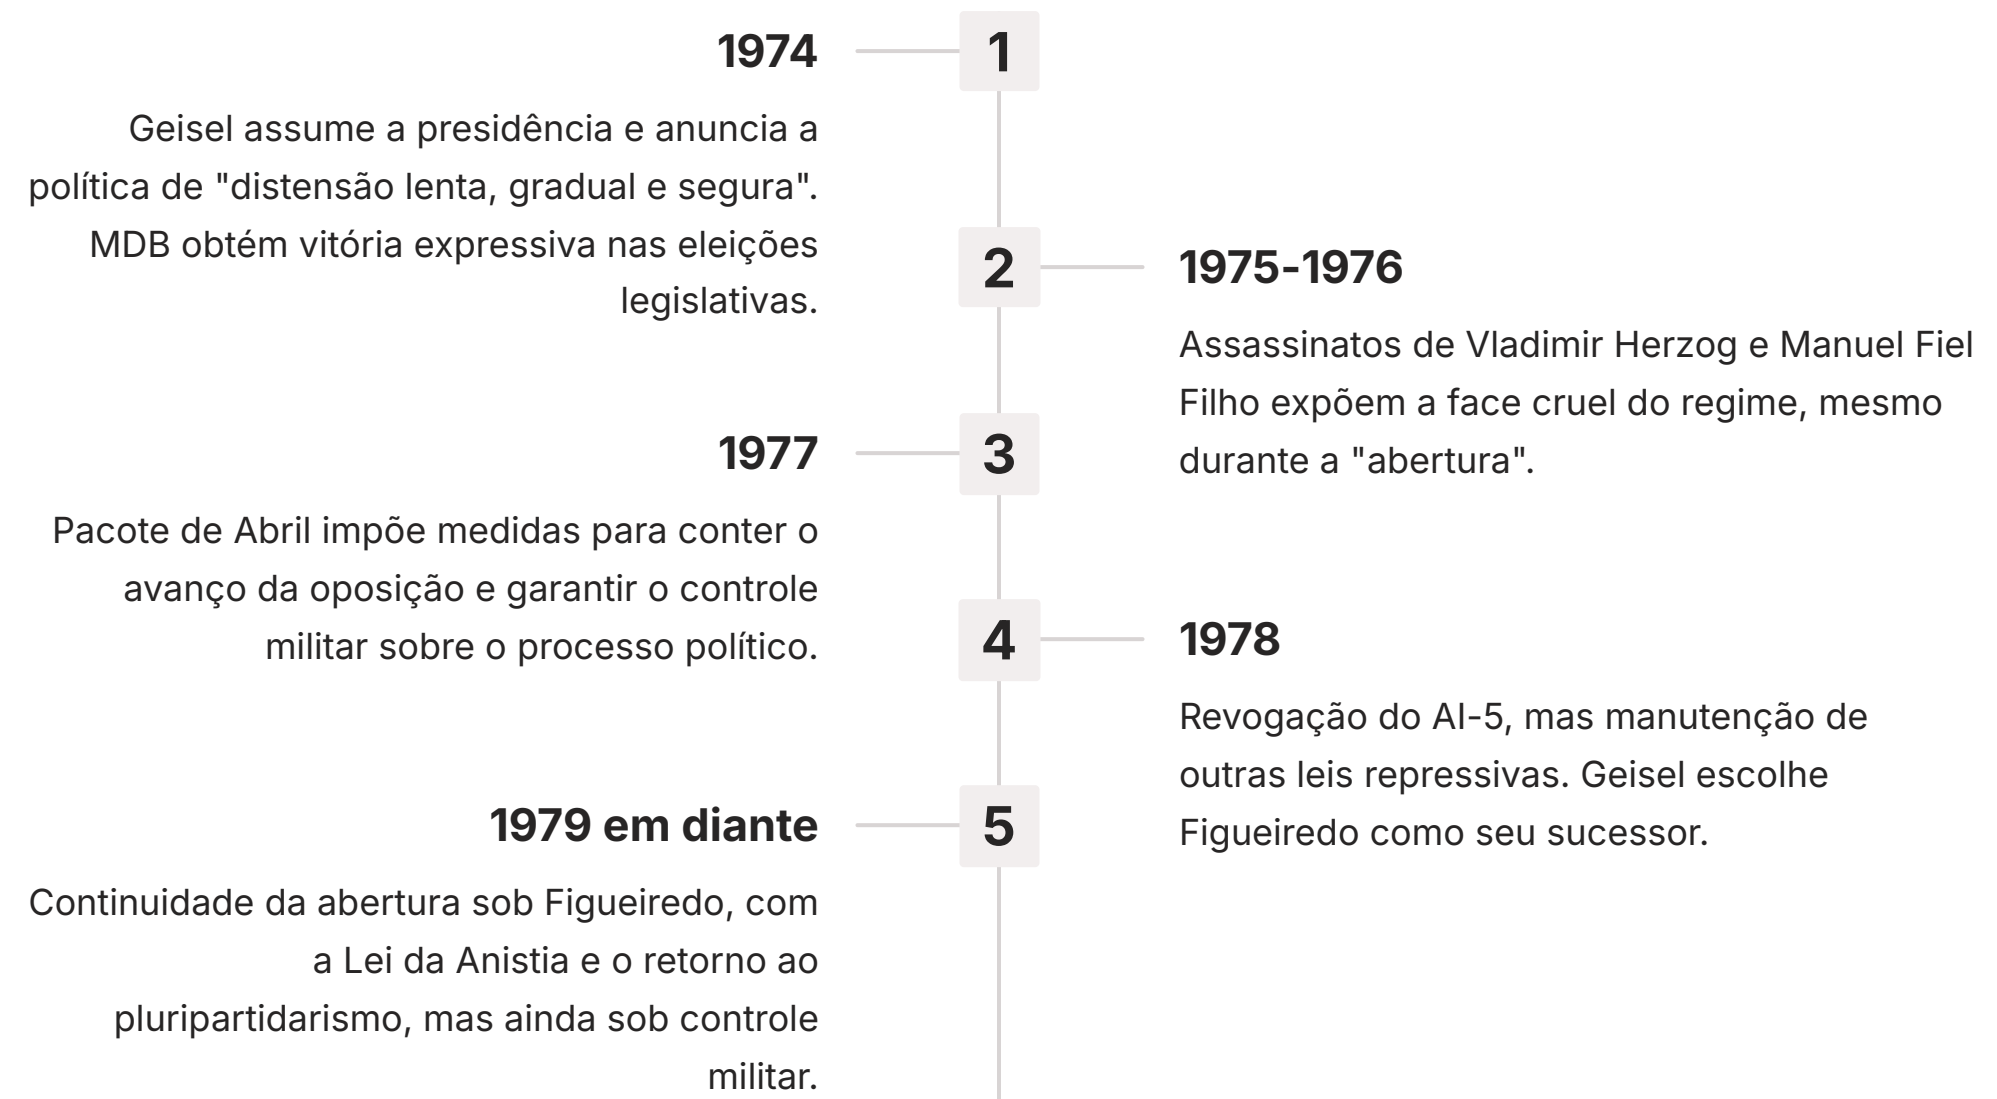 1974
1
Geisel assume a presidência e anuncia a
política de "distensão lenta, gradual e segura".
MDB obtém vitória expressiva nas eleições
legislativas.
2
1975-1976
Assassinatos de Vladimir Herzog e Manuel Fiel
Filho expõem a face cruel do regime, mesmo
durante a "abertura".
1977
3
Pacote de Abril impõe medidas para conter o
avanço da oposição e garantir o controle
militar sobre o processo político.
4
1978
Revogação do AI-5, mas manutenção de
outras leis repressivas. Geisel escolhe
Figueiredo como seu sucessor.
1979 em diante
5
Continuidade da abertura sob Figueiredo, com
a Lei da Anistia e o retorno ao
pluripartidarismo, mas ainda sob controle
militar.